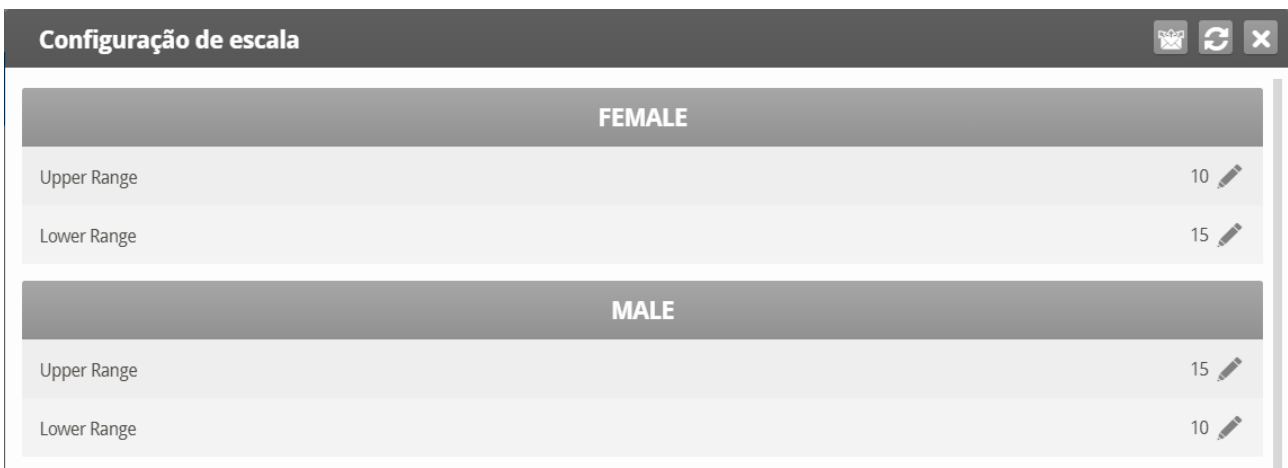 Configuração de escala
FEMALE
Upper Range 10
Lower Range 15
MALE
Upper Range 15
Lower Range 10